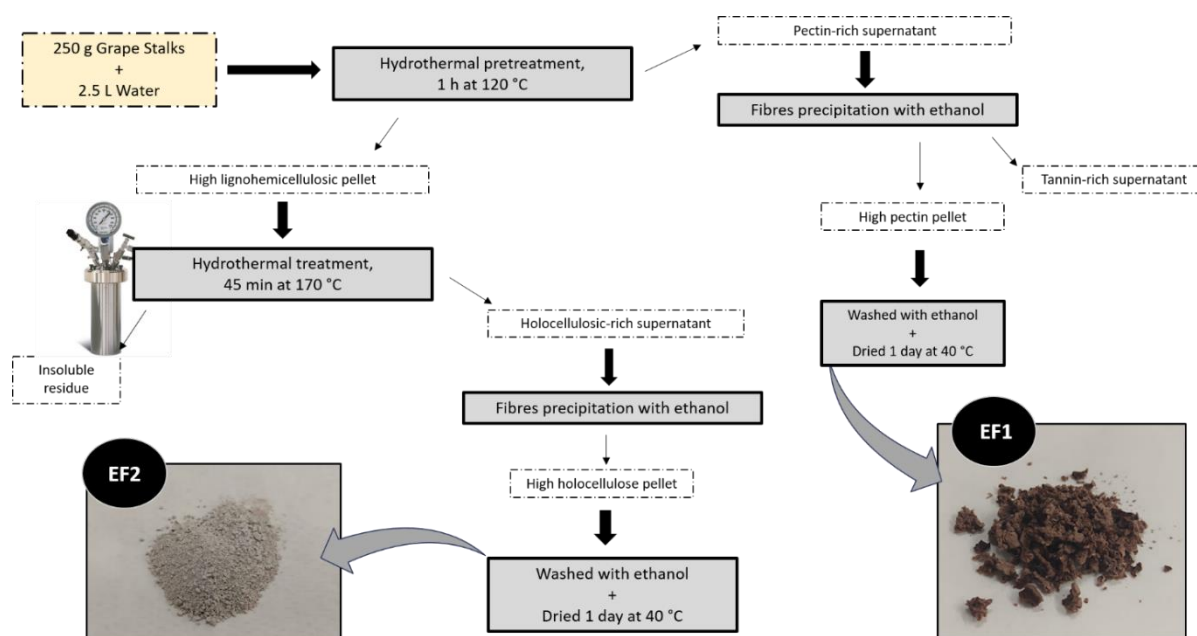 250 g Grape Stalks
+
2.5 L Water
Hydrothermal pretreatment,
1 h at 120 °C
Pectin-rich supernatant
Fibres precipitation with ethanol
High lignohemicellulosic pellet
Tannin-rich supernatant
High pectin pellet
Hydrothermal treatment,
45 min at 170 °C
Holocellulosic-rich supernatant
Washed with ethanol
+
Dried 1 day at 40 °C
Insoluble
residue
Fibres precipitation with ethanol
EF1
EF2
High holocellulose pellet
Washed with ethanol
+
Dried 1 day at 40 °C